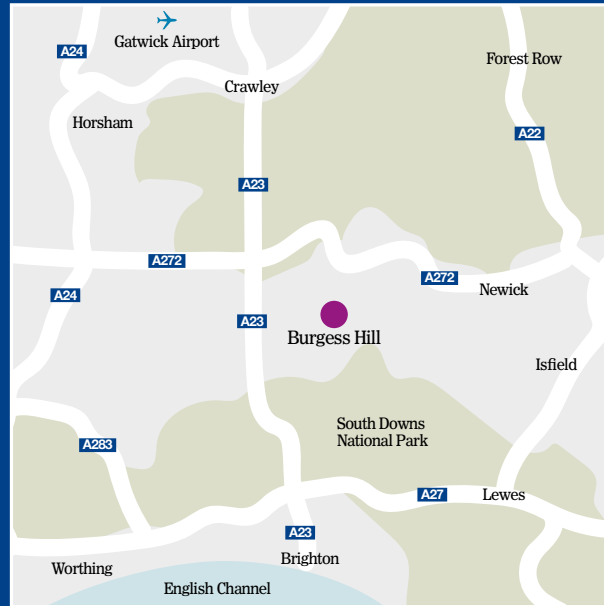 Gatwick Airport
A24
Forest Row
Crawley
Horsham
A22
A23
A272
A272
Newick
A24
A23
Burgess Hill
Isfield
South Downs
National Park
A283
A27
Lewes
A23
Brighton
Worthing
English Channel